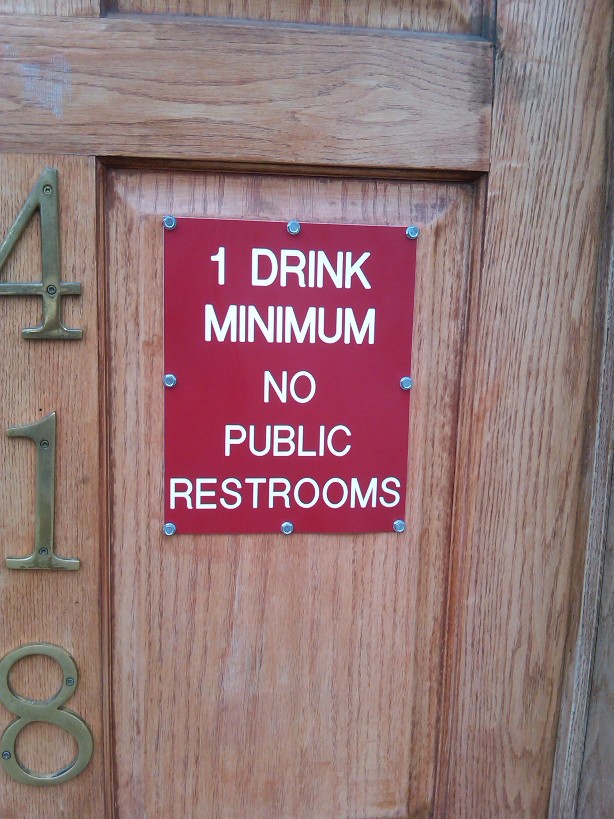 4
1
8
1 DRINK
MINIMUM
NO
PUBLIC
RESTROOMS